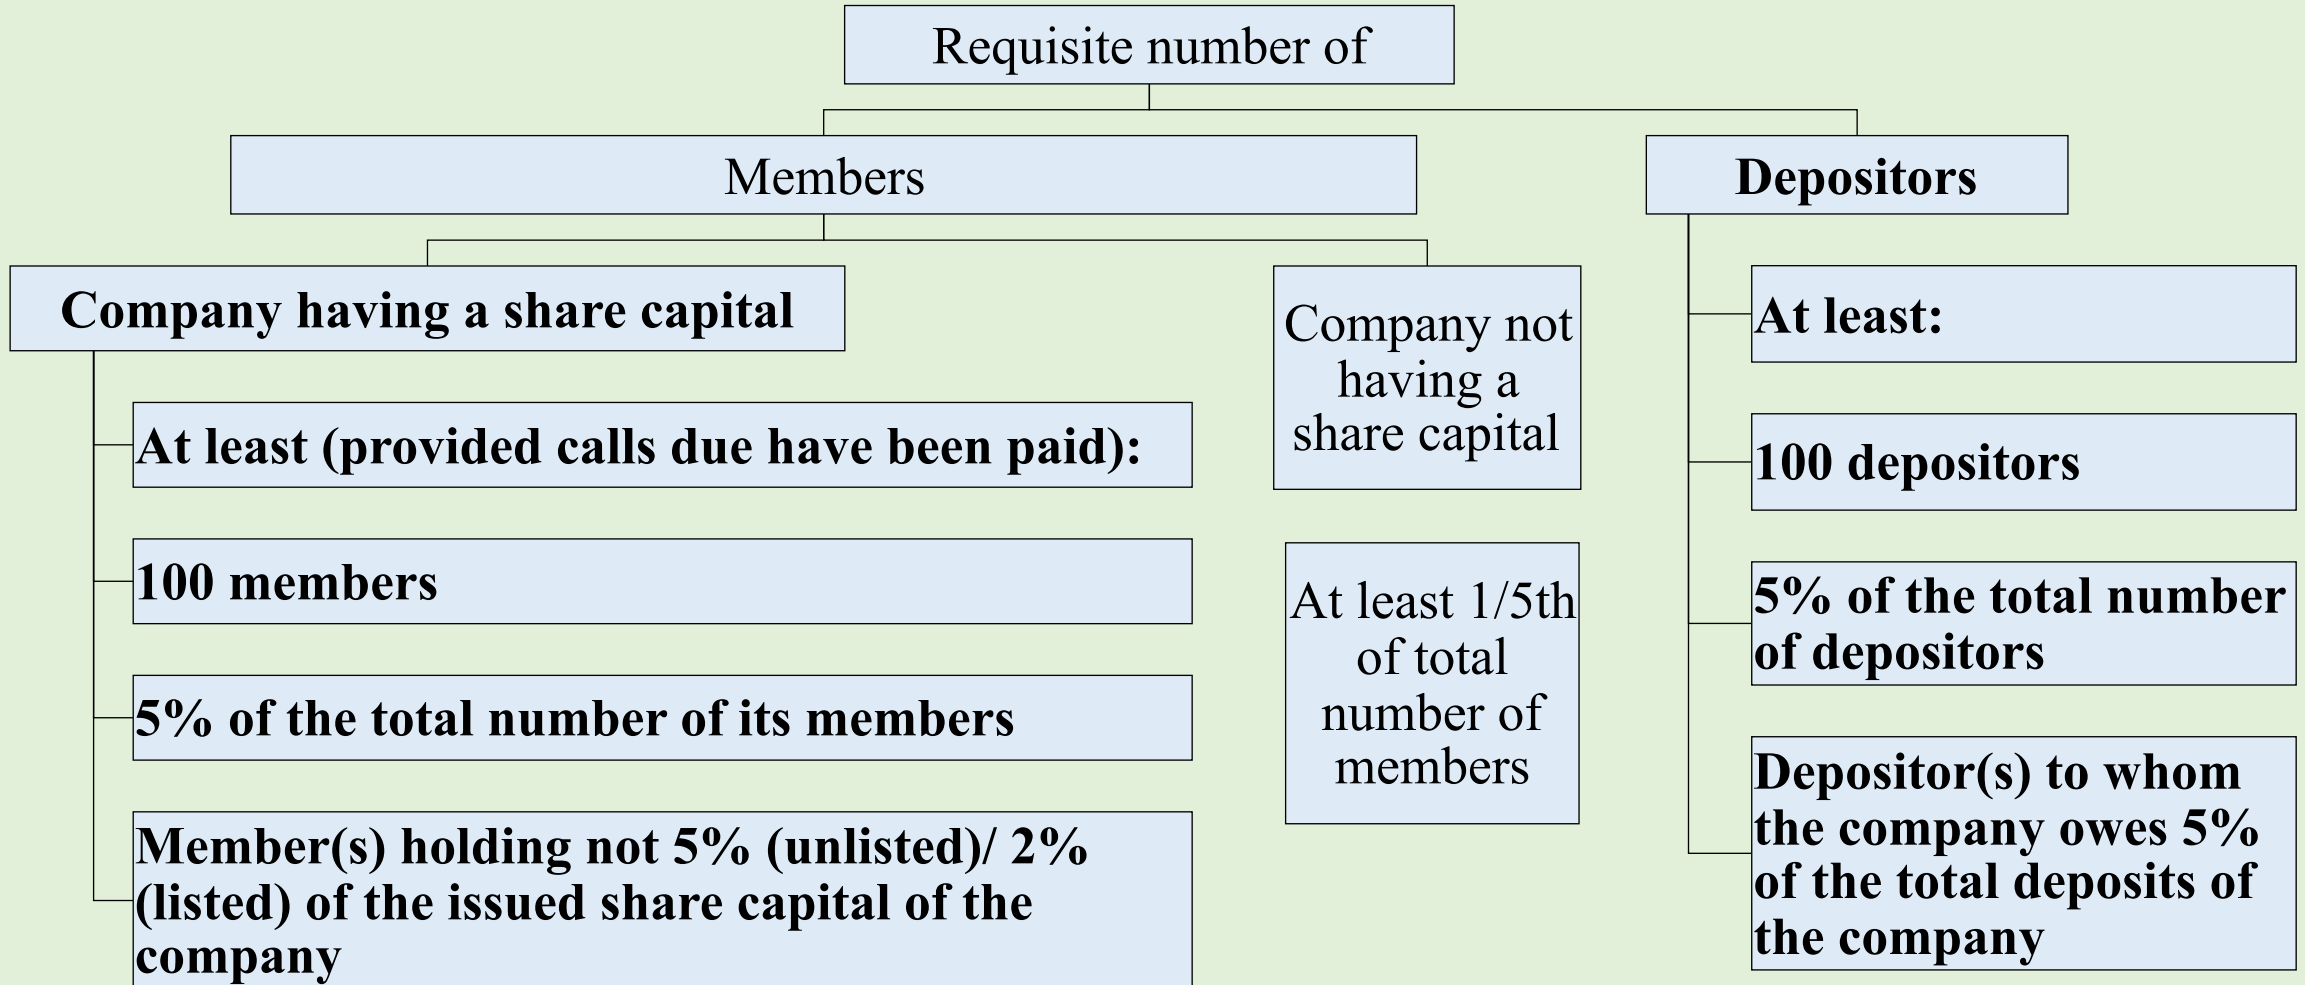 Requisite number of
Members
Depositors
Company having a share capital
At least (provided calls due have been paid):
100 members
5% of the total number of its members
Member(s) holding not 5% (unlisted)/ 2%
(listed) of the issued share capital of the
company
Company not
having a
share capital
At least 1/5th
of total
number of
members
At least:
100 depositors
5% of the total number
of depositors
Depositor(s) to whom
the company owes 5%
of the total deposits of
the company